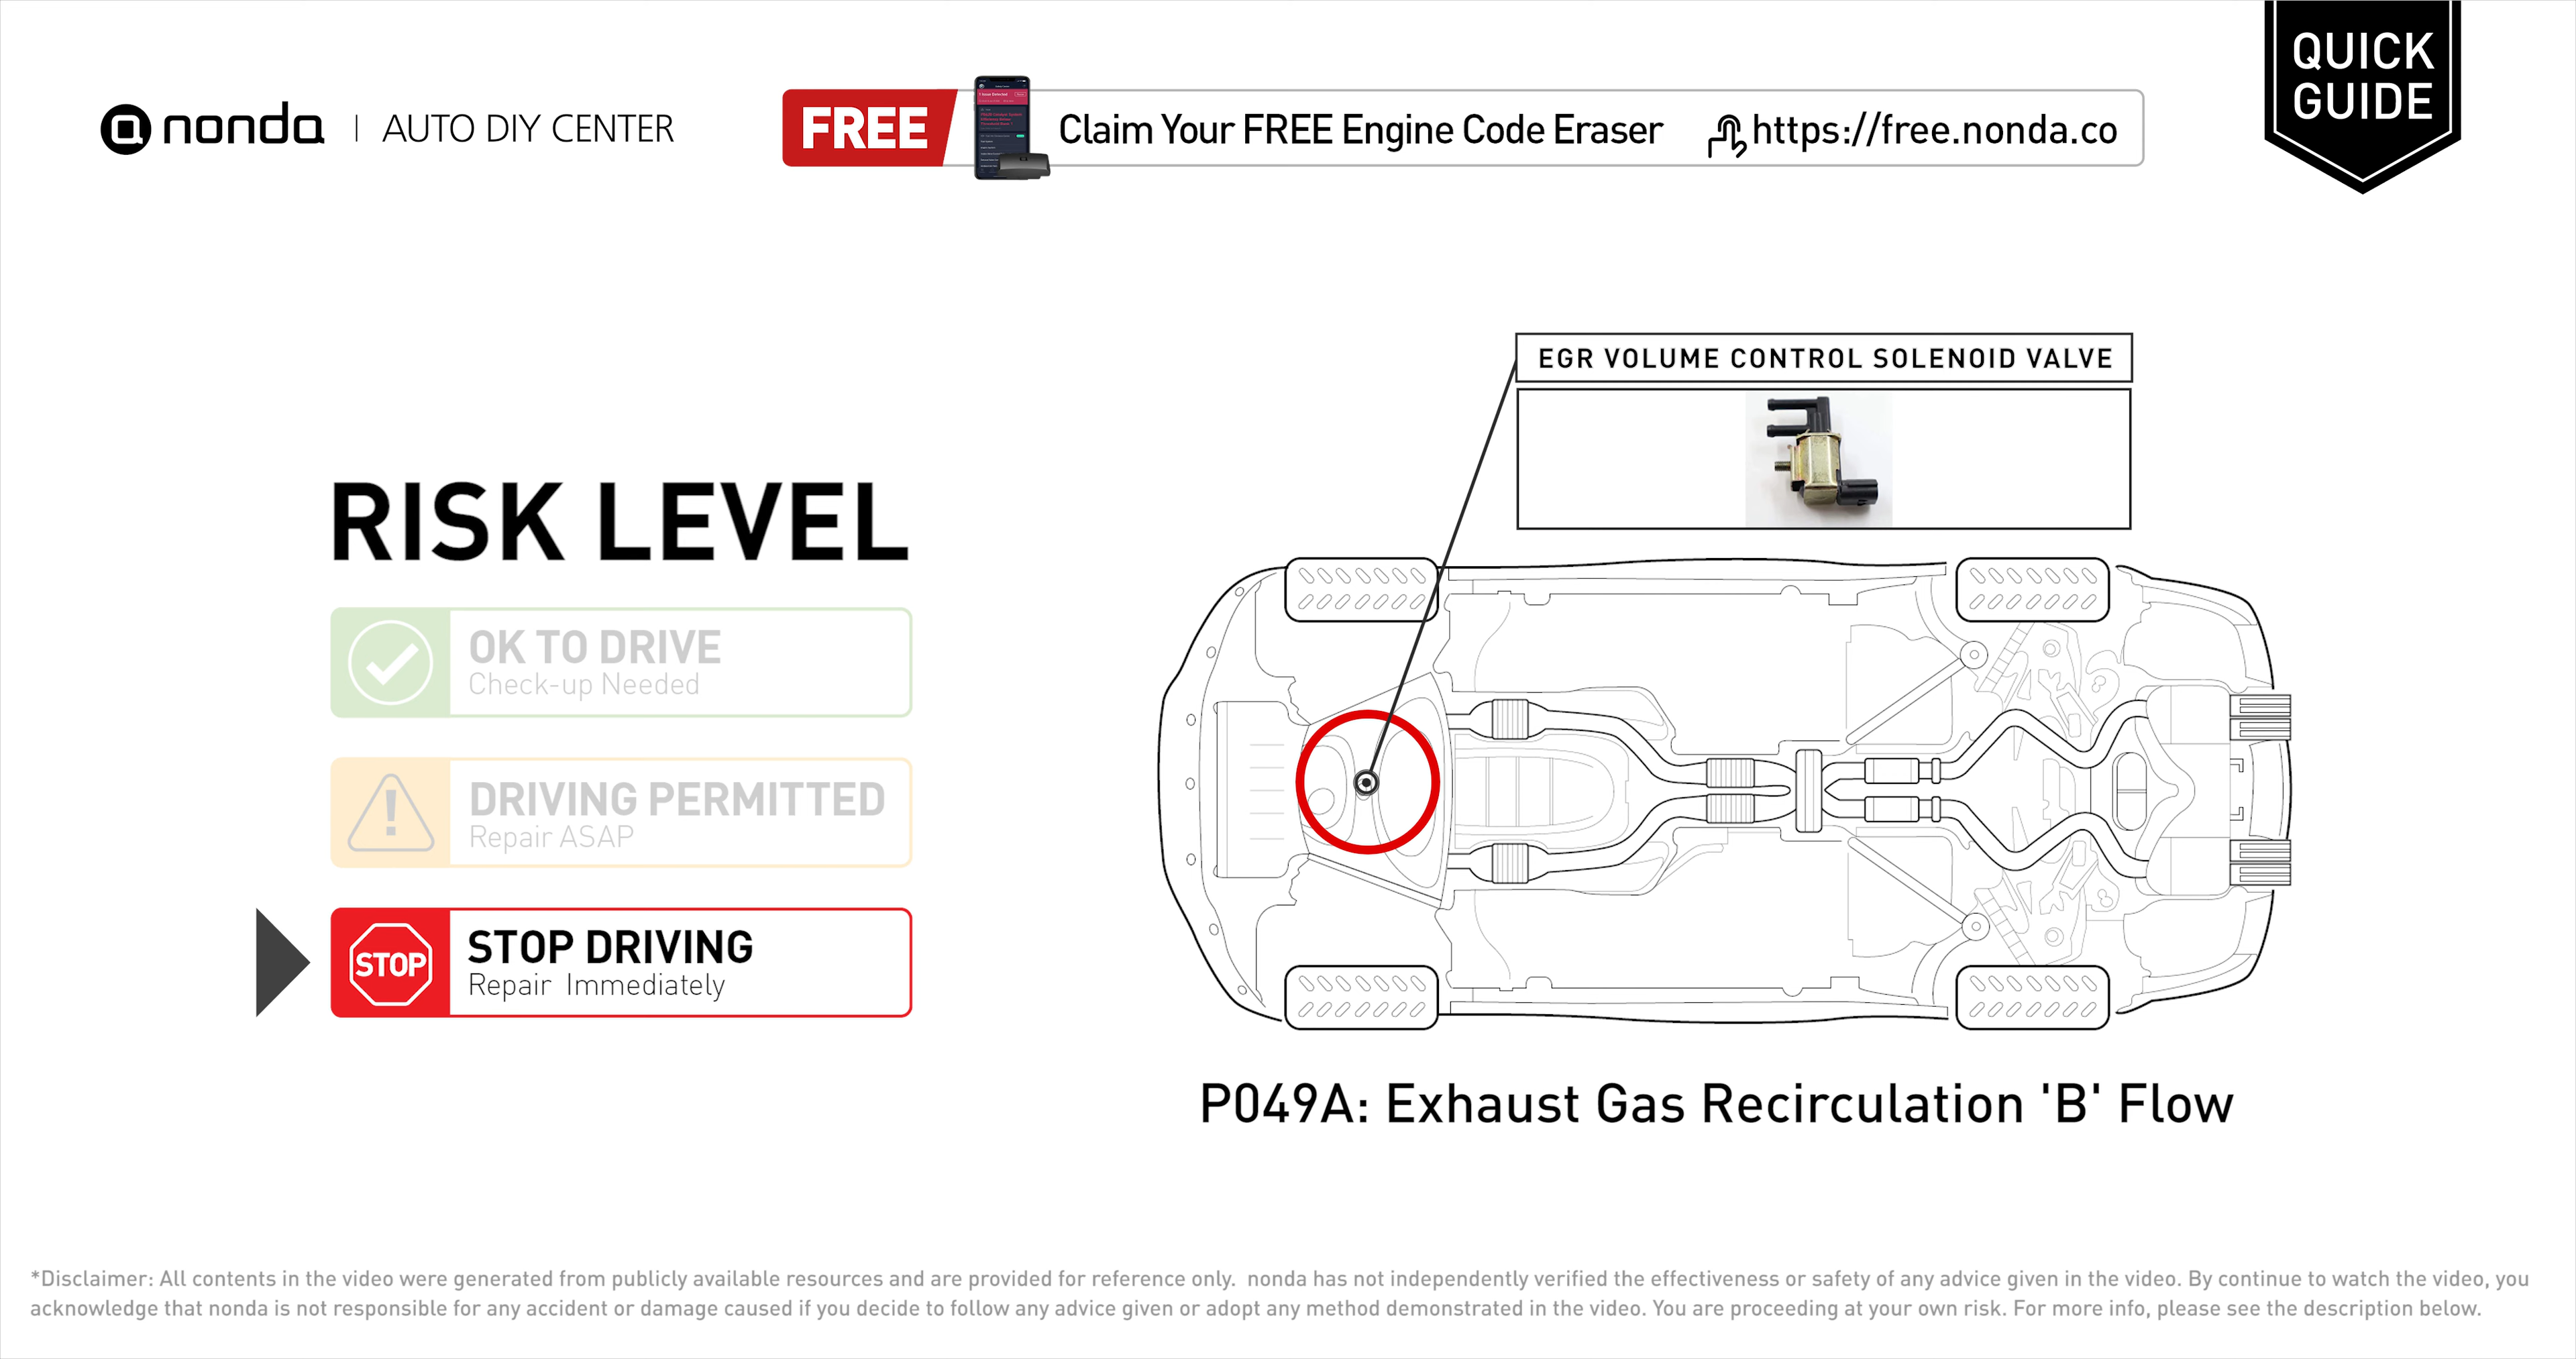 nonda | AUTO DIY CENTER
FREE
Claim Your FREE Engine Code Eraser
https://free.nonda.co
QUICK
GUIDE
EGR VOLUME CONTROL SOLENOID VALVE
RISK LEVEL
OK TO DRIVE
Check-up Needed
DRIVING PERMITTED
Repair ASAP
STOP
STOP DRIVING
Repair Immediately
P049A: Exhaust Gas Recirculation 'B' Flow
*Disclaimer: All contents in the video were generated from publicly available resources and are provided for reference only. nonda has not independently verified the effectiveness or safety of any advice given in the video. By continue to watch the video, you
acknowledge that nonda is not responsible for any accident or damage caused if you decide to follow any advice given or adopt any method demonstrated in the video. You are proceeding at your own risk. For more info, please see the description below.